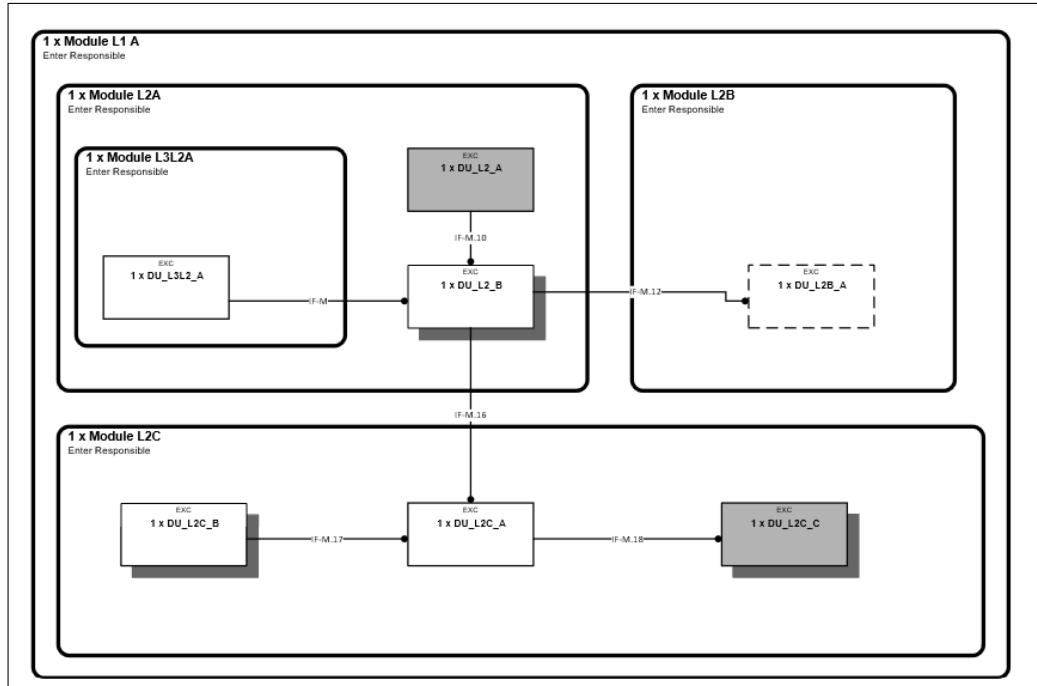 1 x Module L1 A
Enter Responsible
1 x Module L2A
Enter Responsible
1 x Module L2B
Enter Responsible
1 x Module L3L2A
Enter Responsible
EXC
1 x DU_L2_A
IF-M.10
EXC
1 x DU_L3L2_A
IF-M
EXC
1 x DU_L2_B
IF-M.12
EXC
1 x DU_L2B_A
IF-M.16
1 x Module L2C
Enter Responsible
EXC
1 x DU_L2C_B
IF-M.17
EXC
1 x DU_L2C_A
IF-M.18
EXC
1 x DU_L2C_C